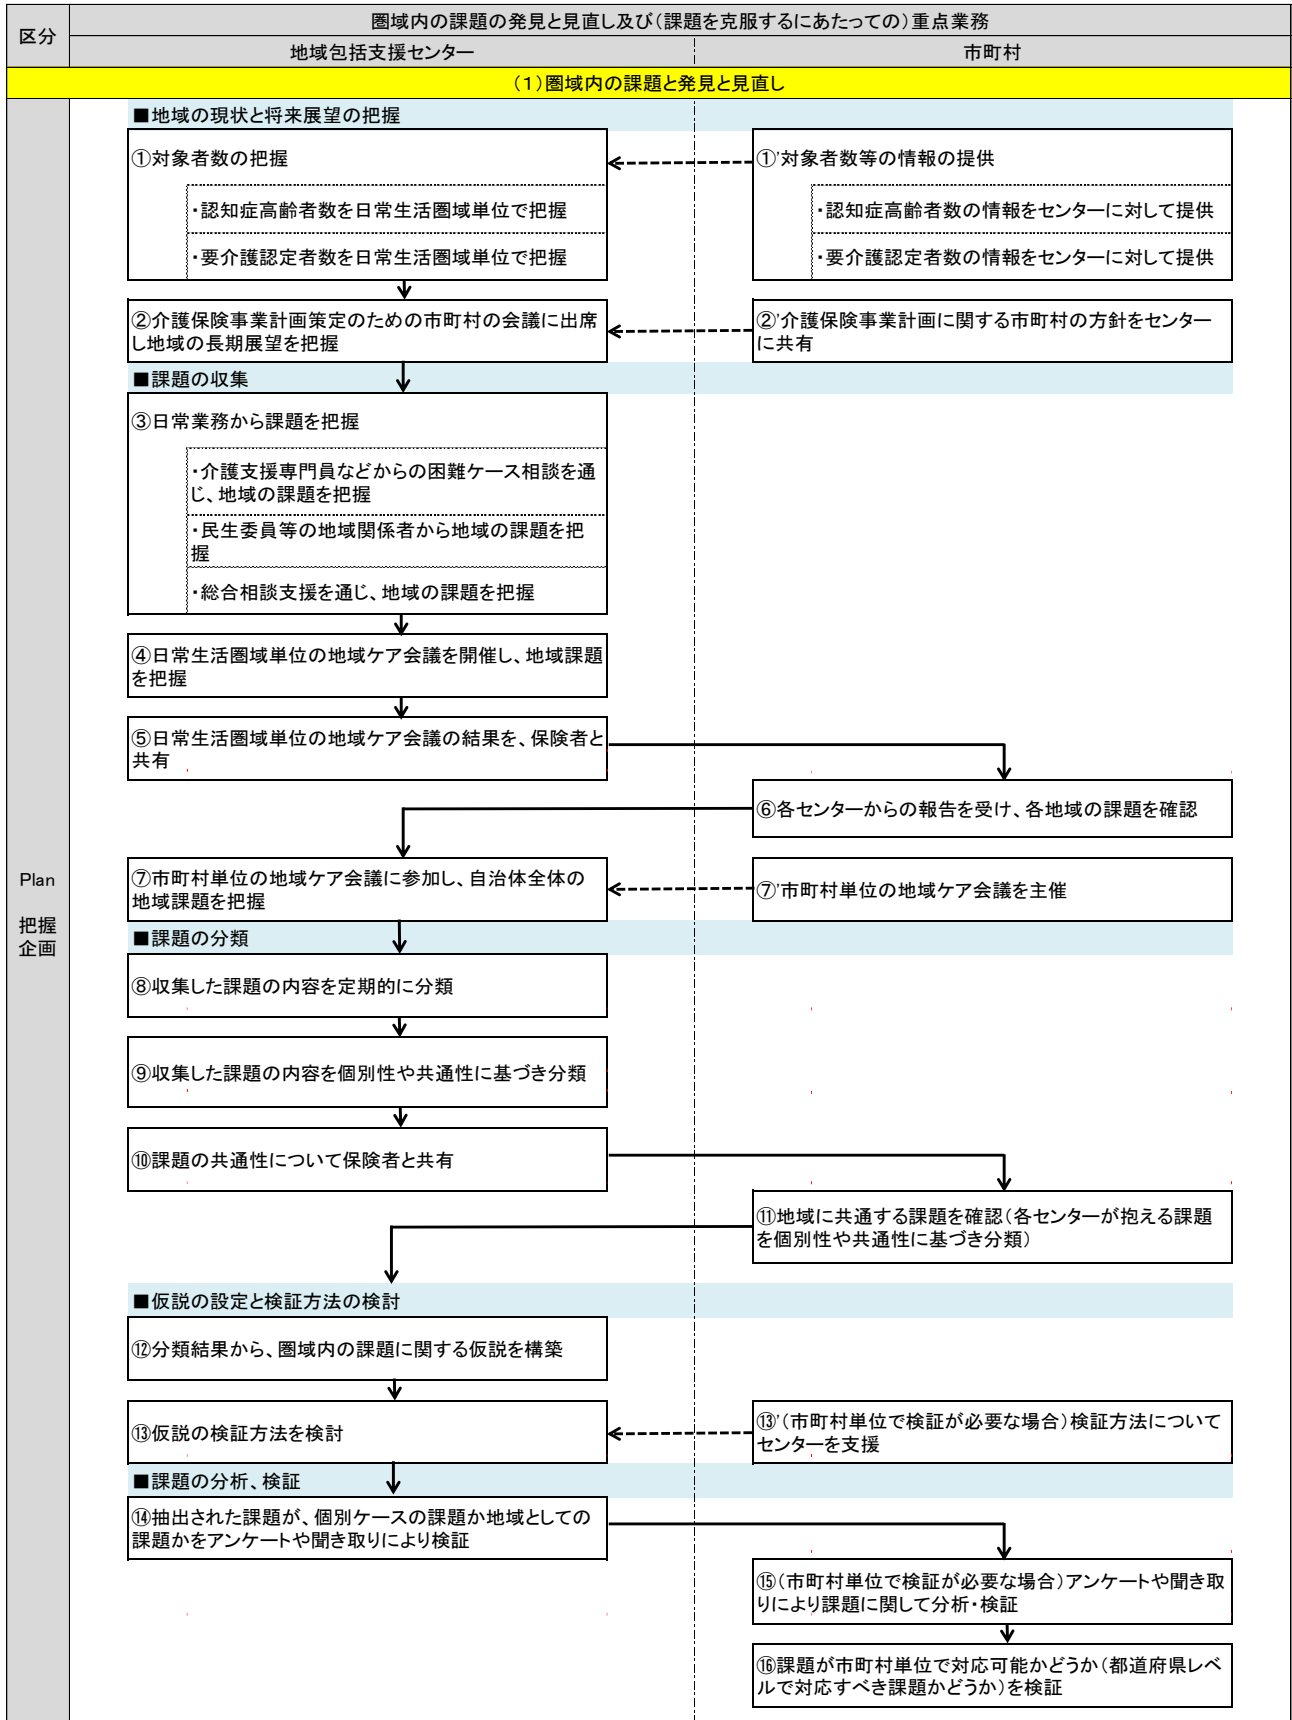 区分
圏域内の課題の発見と見直し及び（課題を克服するにあたっての）重点業務
地域包括支援センター
市町村
（１）圏域内の課題と発見と見直し
Plan
把握
企画
■地域の現状と将来展望の把握
①対象者数の把握
・認知症高齢者数を日常生活圏域単位で把握
・要介護認定者数を日常生活圏域単位で把握
①’対象者数等の情報の提供
・認知症高齢者数の情報をセンターに対して提供
・要介護認定者数の情報をセンターに対して提供
②介護保険事業計画策定のための市町村の会議に出席
し地域の長期展望を把握
②’介護保険事業計画に関する市町村の方針をセンター
に共有
■課題の収集
③日常業務から課題を把握
・介護支援専門員などからの困難ケース相談を通
じ、地域の課題を把握
・民生委員等の地域関係者から地域の課題を把
握
・総合相談支援を通じ、地域の課題を把握
④日常生活圏域単位の地域ケア会議を開催し、地域課題
を把握
⑤日常生活圏域単位の地域ケア会議の結果を、保険者と
共有
⑥各センターからの報告を受け、各地域の課題を確認
⑦市町村単位の地域ケア会議に参加し、自治体全体の
地域課題を把握
⑦’市町村単位の地域ケア会議を主催
■課題の分類
⑧収集した課題の内容を定期的に分類
⑨収集した課題の内容を個別性や共通性に基づき分類
⑩課題の共通性について保険者と共有
⑪地域に共通する課題を確認（各センターが抱える課題
を個別性や共通性に基づき分類）
■仮説の設定と検証方法の検討
⑫分類結果から、圏域内の課題に関する仮説を構築
⑬仮説の検証方法を検討
⑬’（市町村単位で検証が必要な場合）検証方法について
センターを支援
■課題の分析、検証
⑭抽出された課題が、個別ケースの課題か地域としての
課題かをアンケートや聞き取りにより検証
⑮（市町村単位で検証が必要な場合）アンケートや聞き取
りにより課題に関して分析・検証
⑯課題が市町村単位で対応可能かどうか（都道府県レベ
ルで対応すべき課題かどうか）を検証